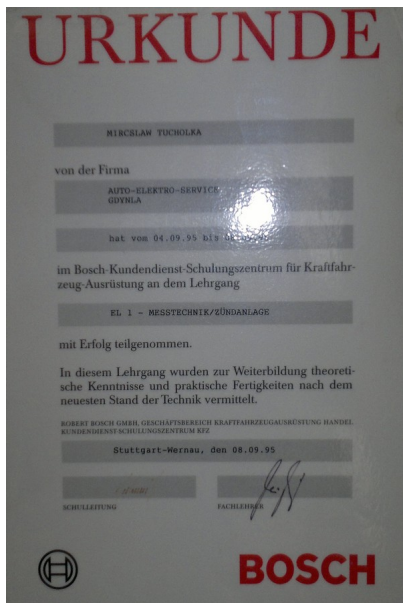 URKUNDE
MIRCSLAW TUCHOLKA
von der Firma
AUTO-ELEKTRO-SERVICE
GDYNLA
hat vom 04.09.95 bis
im Bosch-Kundendienst-Schulungszentrum für Kraftfahr-
zeug-Ausrüstung an dem Lehrgang
EL 1 - MESSTECHNIK/ZÜNDANLAGE
mit Erfolg teilgenommen.
In diesem Lehrgang wurden zur Weiterbildung theoreti-
sche Kenntnisse und praktische Fertigkeiten nach dem
neuesten Stand der Technik vermittelt.
ROBERT BOSCH GMBH, GESCHÄFTSBEREICH KRAFTFAHRZEUGAUSRÜSTUNG HANDEL
KUNDENDIENST-SCHULUNGSZENTRUM KFZ
Stuttgart-Wernau, den 08.09.95
SCHULLEITUNG
FACHLEHRER
BOSCH